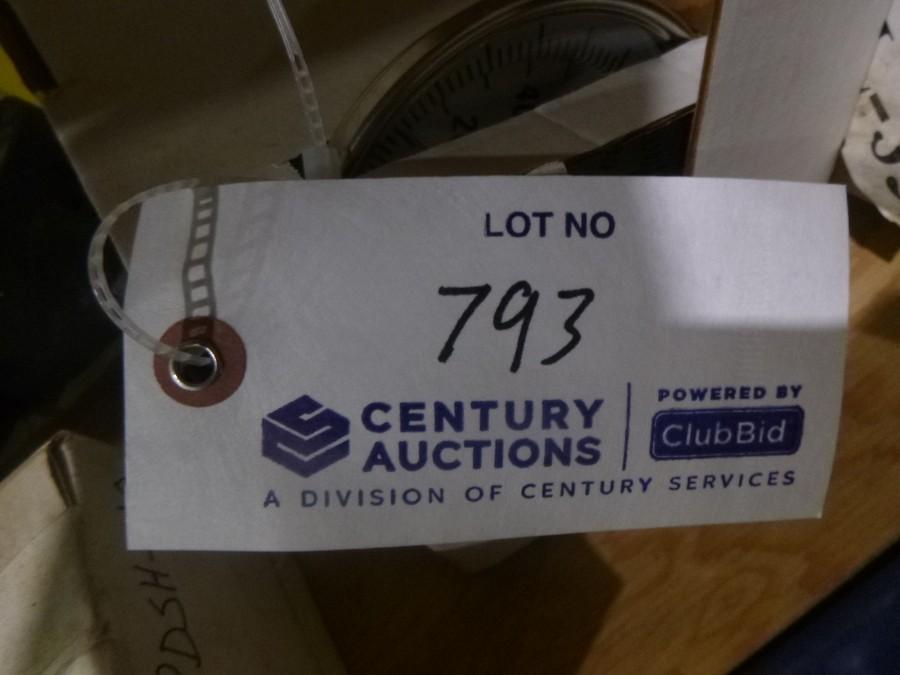 LOT NO
793
CENTURY AUCTIONS
POWERED BY
ClubBid
A DIVISION OF CENTURY SERVICES